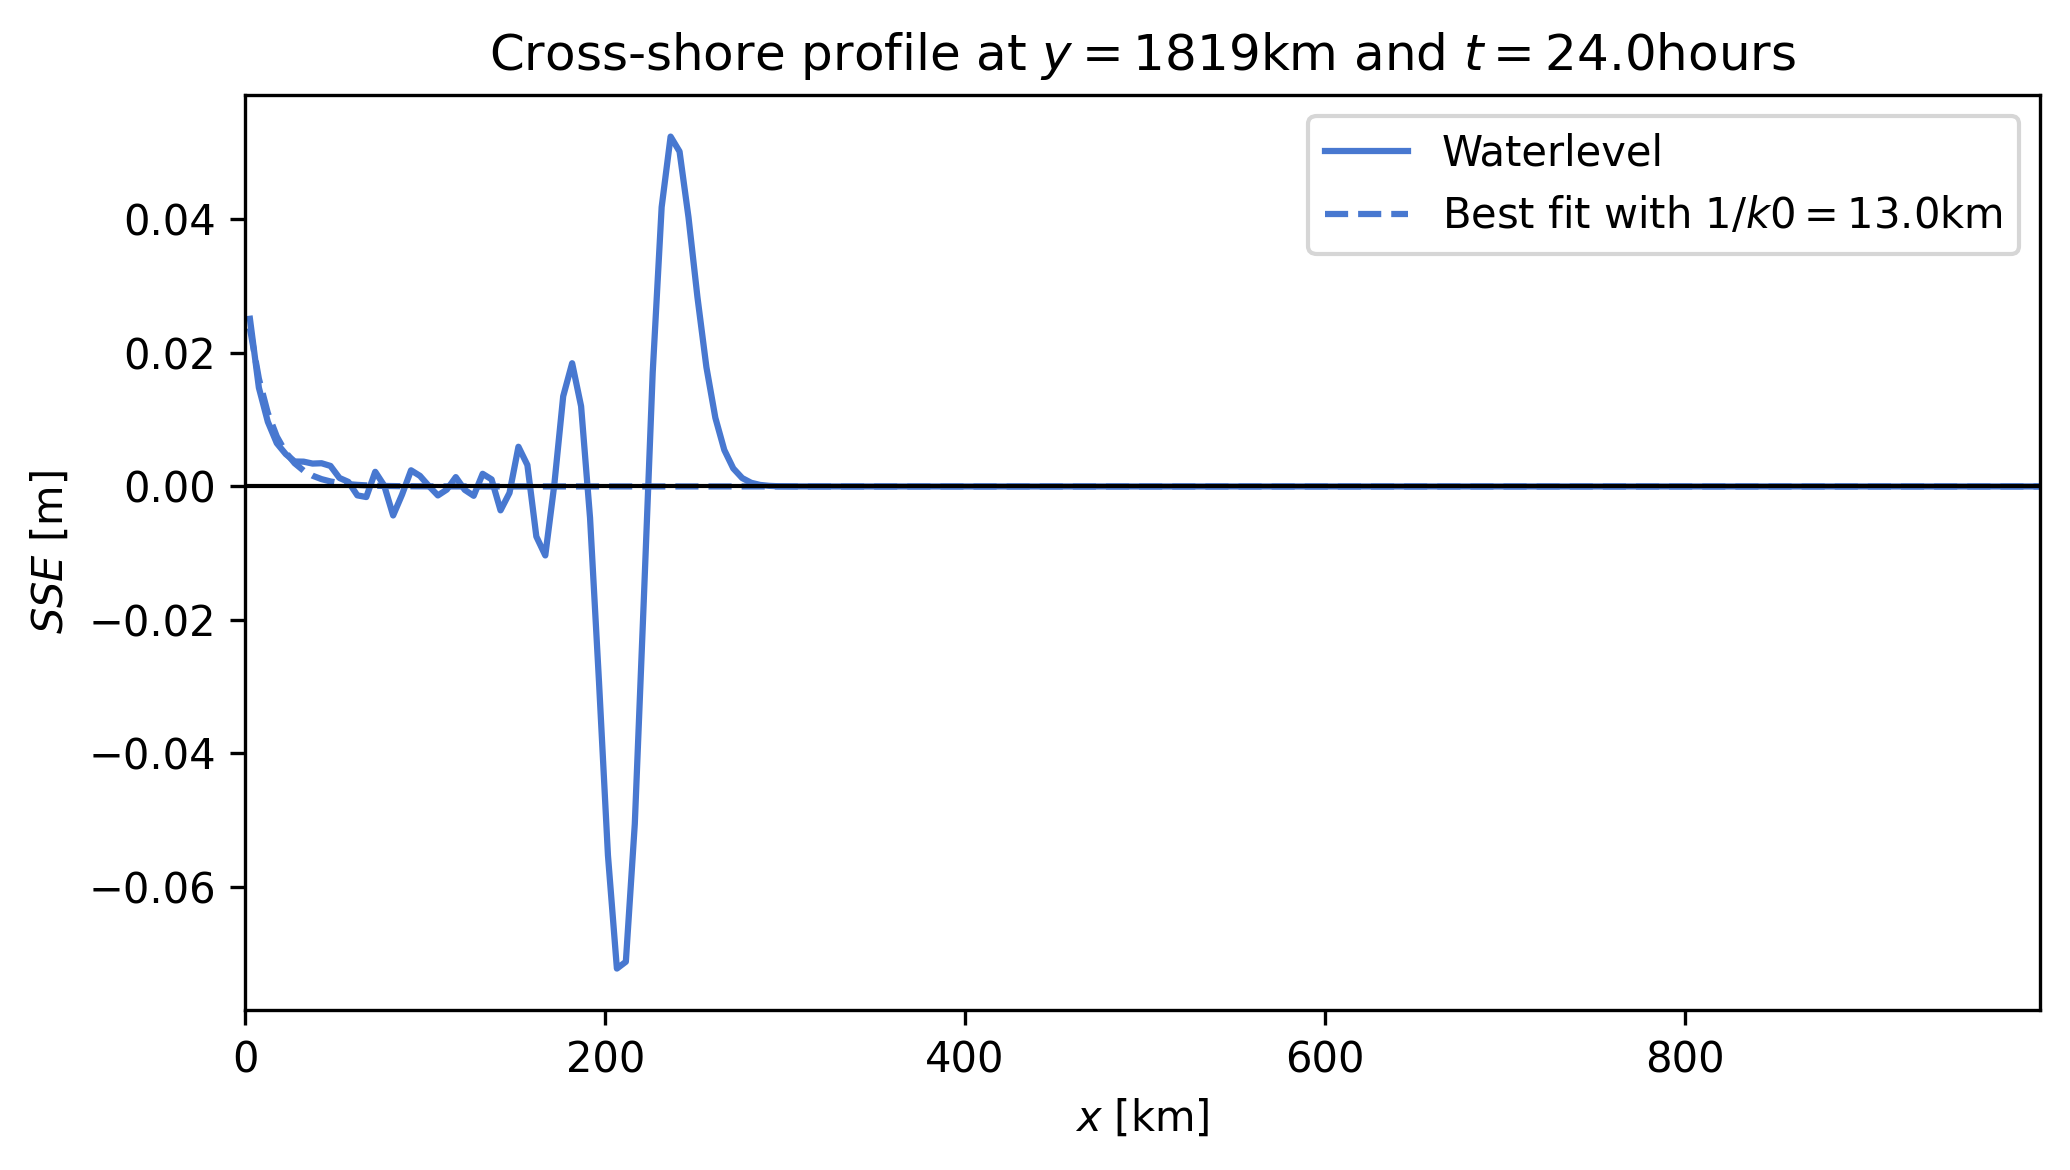 Cross-shore profile at y = 1819km and t = 24.0hours
Waterlevel
Best fit with 1/k0 = 13.0km
0.04
0.02
0.00
−0.02
−0.04
−0.06
SSE [m]
0 200 400 600 800
x [km]